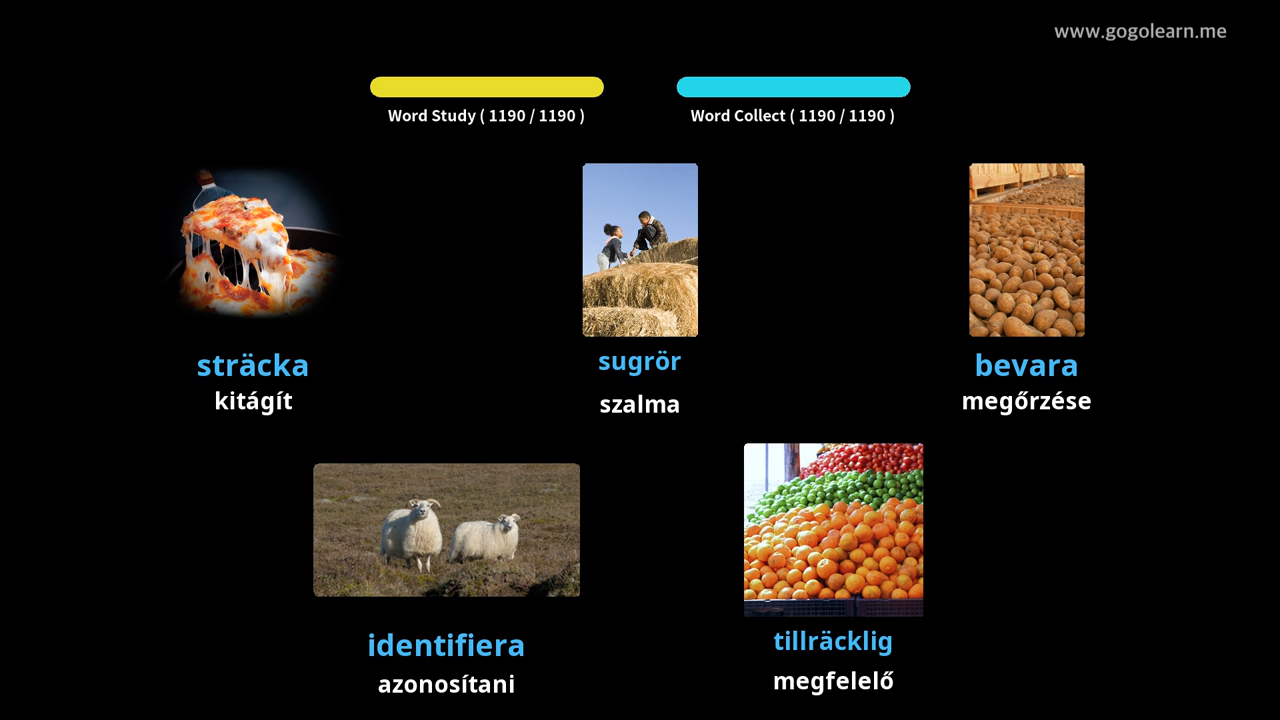 www.gogolearn.me
Word Study ( 1190 / 1190 )
Word Collect ( 1190 / 1190 )
sträcka
kitágít
sugrör
szalma
bevara
megőrzése
identifiera
azonosítani
tillräcklig
megfelelő